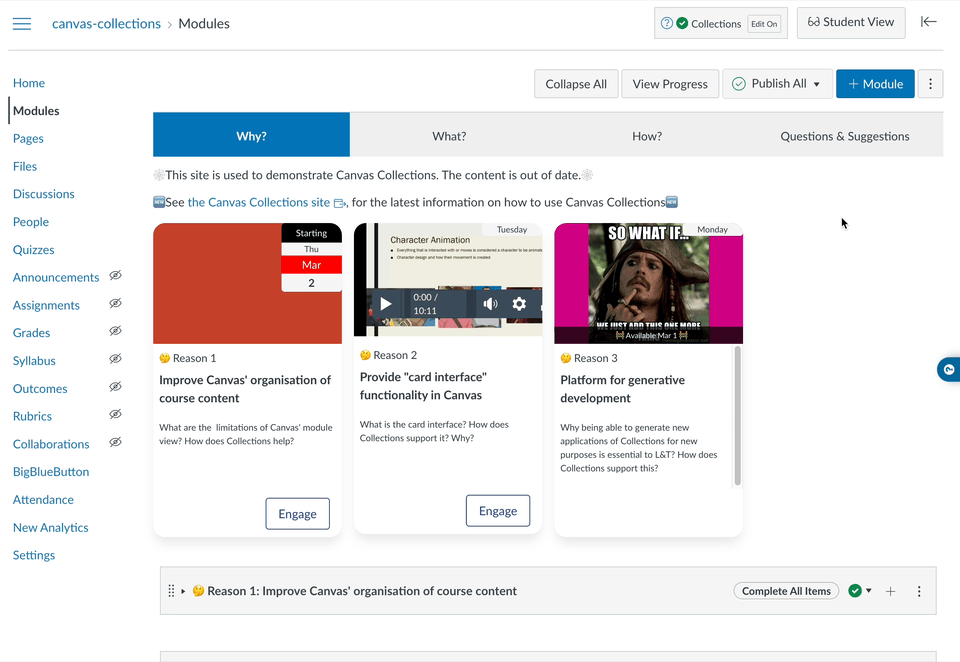 canvas-collections › Modules
Collections Edit On
Student View
Home
Modules
Pages
Files
Discussions
People
Quizzes
Announcements
Assignments
Grades
Syllabus
Outcomes
Rubrics
Collaborations
BigBlueButton
Attendance
New Analytics
Settings
Collapse All View Progress Publish All + Module
Why? What? How? Questions & Suggestions
🕸️This site is used to demonstrate Canvas Collections. The content is out of date.🕸️
🆕See the Canvas Collections site, for the latest information on how to use Canvas Collections🆕
Starting
Thu
Mar
2
🤔 Reason 1
Improve Canvas' organisation of
course content
What are the limitations of Canvas' module
view? How does Collections help?
Engage
Tuesday
Character Animation
0:00 /
10:11
🤔 Reason 2
Provide "card interface"
functionality in Canvas
What is the card interface? How does
Collections support it? Why?
Engage
Monday
SO WHAT IF...
WE JUST ADD THIS ONE MORE
🚧 Available Mar 1 🚧
🤔 Reason 3
Platform for generative
development
Why being able to generate new
applications of Collections for new
purposes is essential to L&T? How does
Collections support this?
🤔 Reason 1: Improve Canvas' organisation of course content
Complete All Items